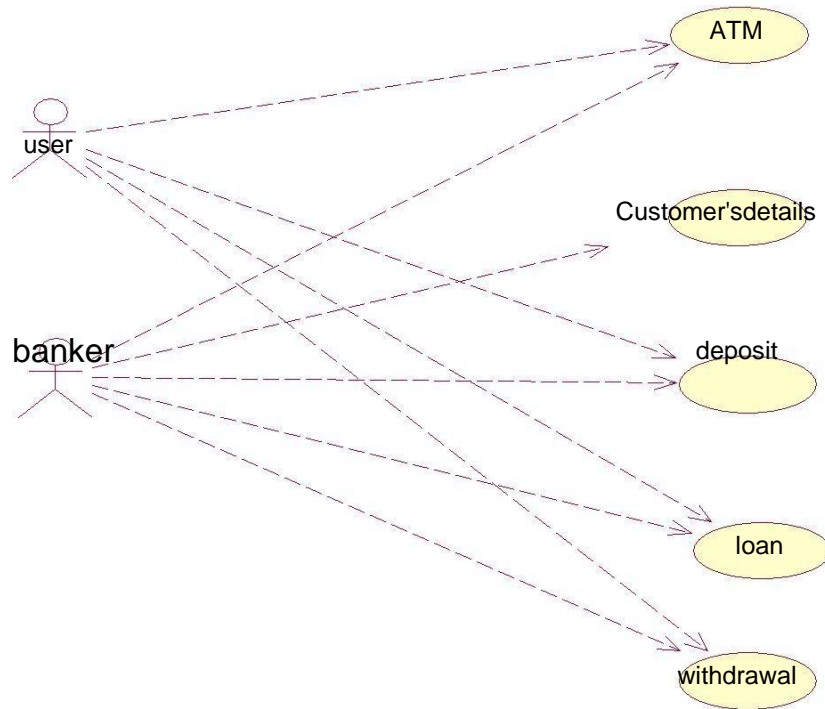 ATM
user
Customer'sdetails
banker
deposit
loan
withdrawal